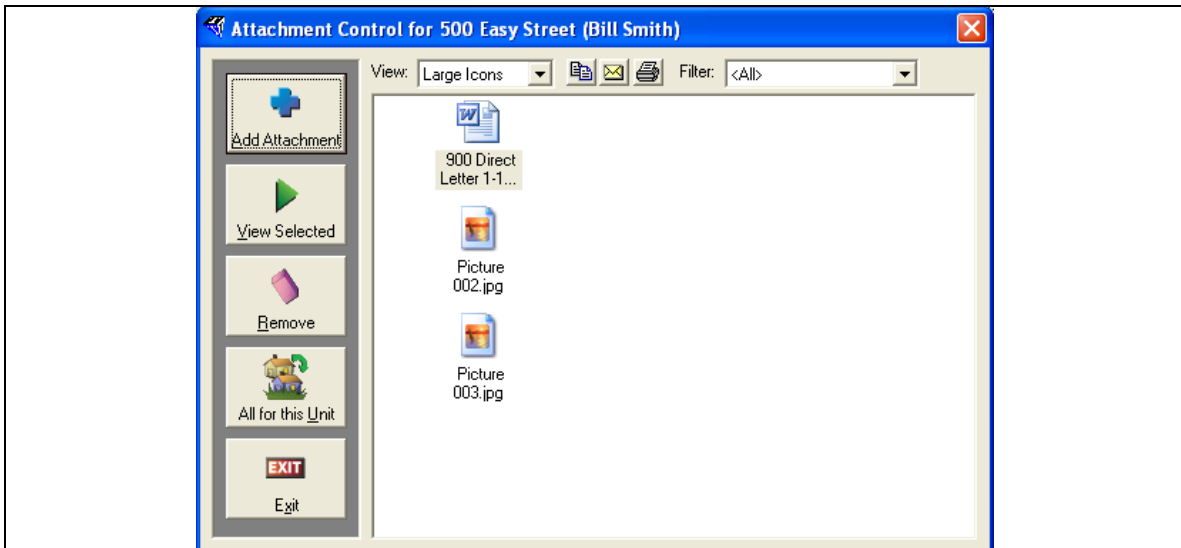 Attachment Control for 500 Easy Street (Bill Smith)
View: Large Icons Filter: <All>
Add Attachment
View Selected
Remove
All for this Unit
EXIT
Exit
W
900 Direct
Letter 1-1...
Picture
002.jpg
Picture
003.jpg